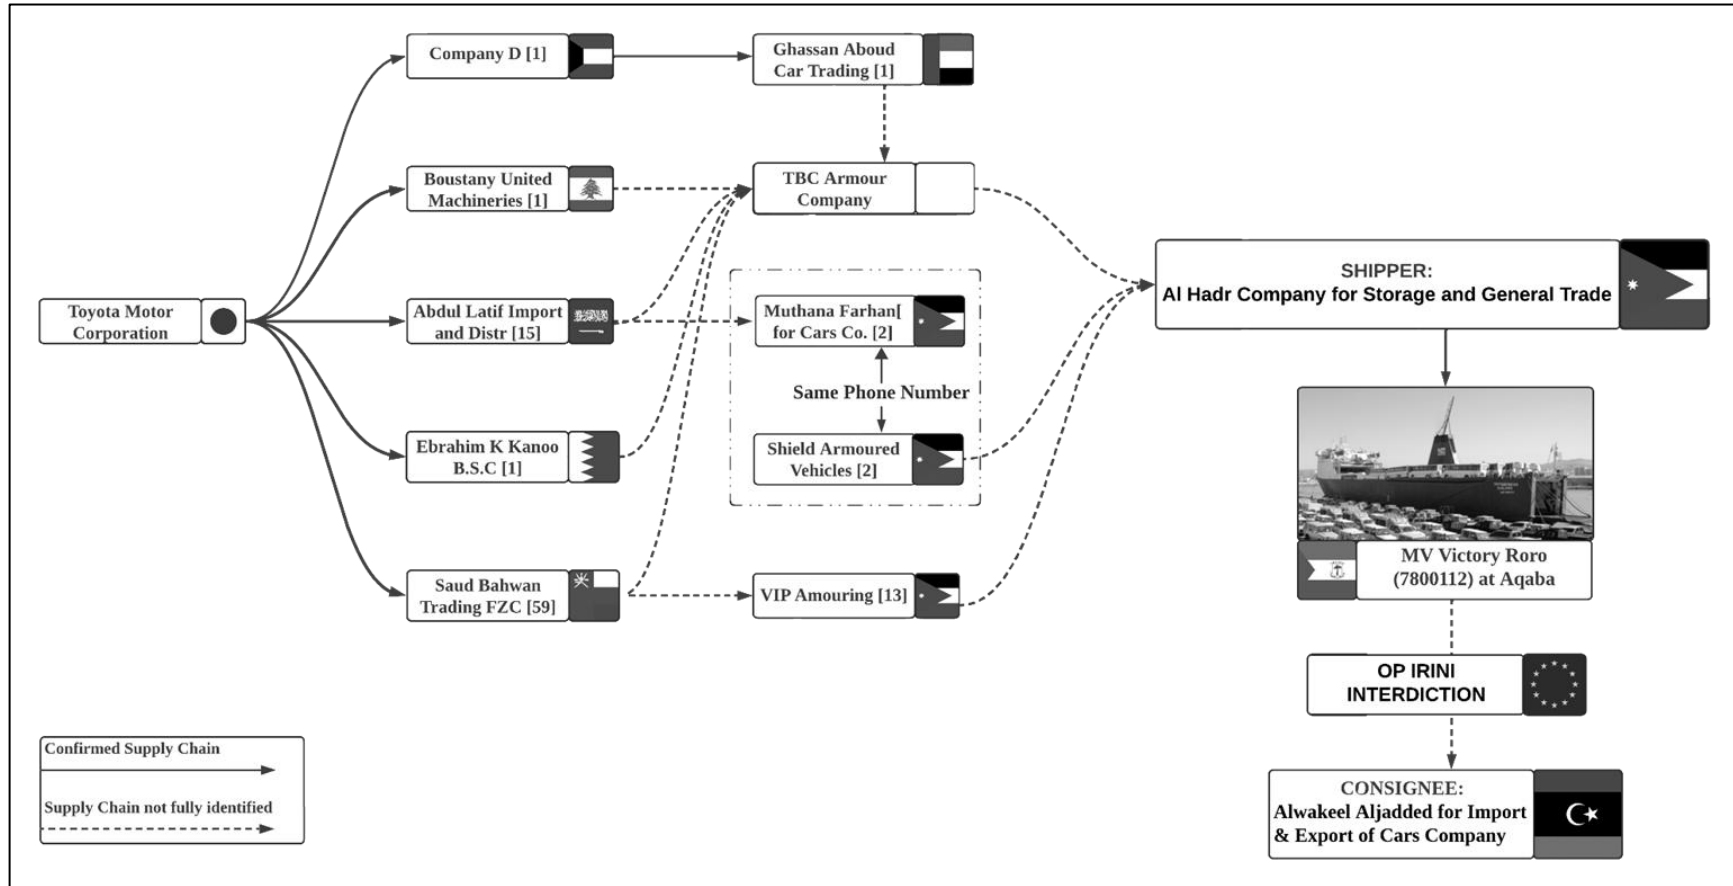 Company D [1]
Ghassan Aboud
Car Trading [1]
Boustany United
Machineries [1]
TBC Armour
Company
Toyota Motor
Corporation
Abdul Latif Import
and Distr [15]
Muthana Farhan[
for Cars Co. [2]
Same Phone Number
Ebrahim K Kanoo
B.S.C [1]
Shield Armoured
Vehicles [2]
Saud Bahwan
Trading FZC [59]
VIP Amouring [13]
SHIPPER:
Al Hadr Company for Storage and General Trade
MV Victory Roro
(7800112) at Aqaba
OP IRINI
INTERDICTION
CONSIGNEE:
Alwakeel Aljadded for Import
& Export of Cars Company
Confirmed Supply Chain
Supply Chain not fully identified